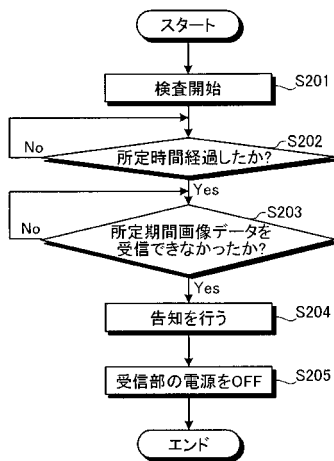 スタート
検査開始
S201
所定時間経過したか?
S202
No
Yes
所定期間画像データを
受信できなかったか?
S203
No
Yes
告知を行う
S204
受信部の電源をOFF
S205
エンド